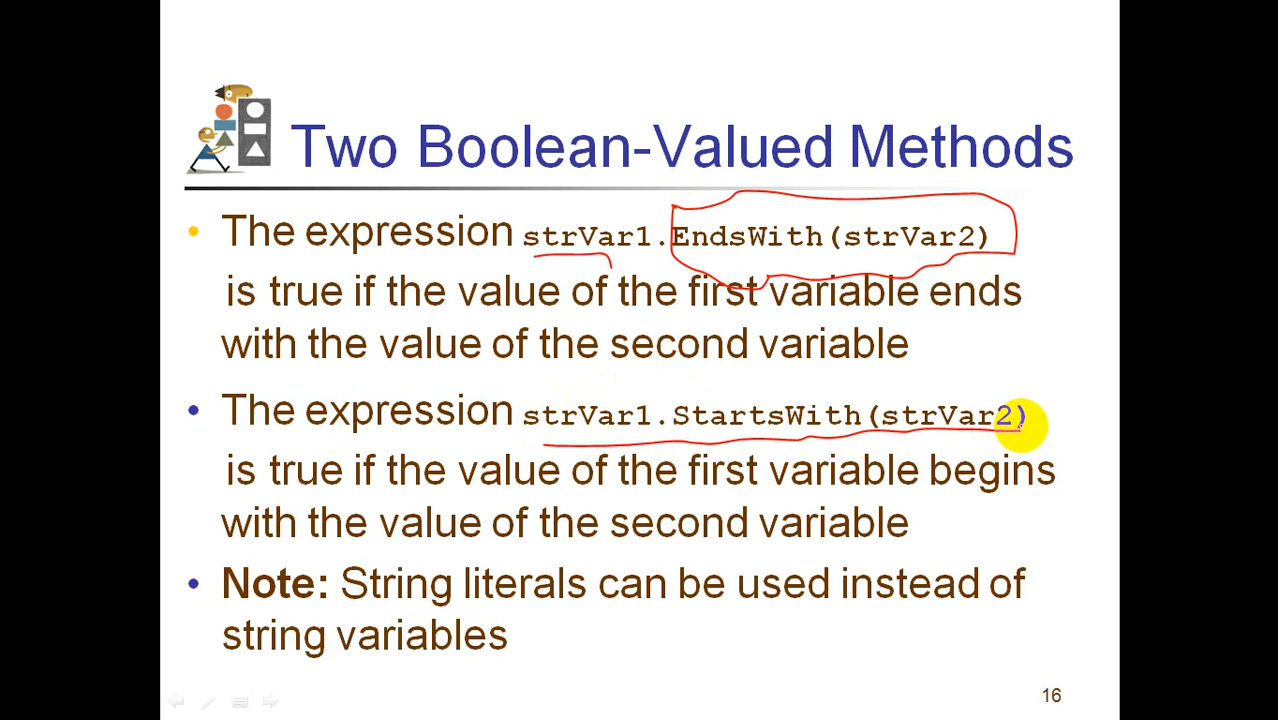 Two Boolean-Valued Methods
• The expression strVar1.EndsWith(strVar2)
is true if the value of the first variable ends
with the value of the second variable
• The expression strVar1.StartsWith(strVar2)
is true if the value of the first variable begins
with the value of the second variable
• Note: String literals can be used instead of
string variables
16